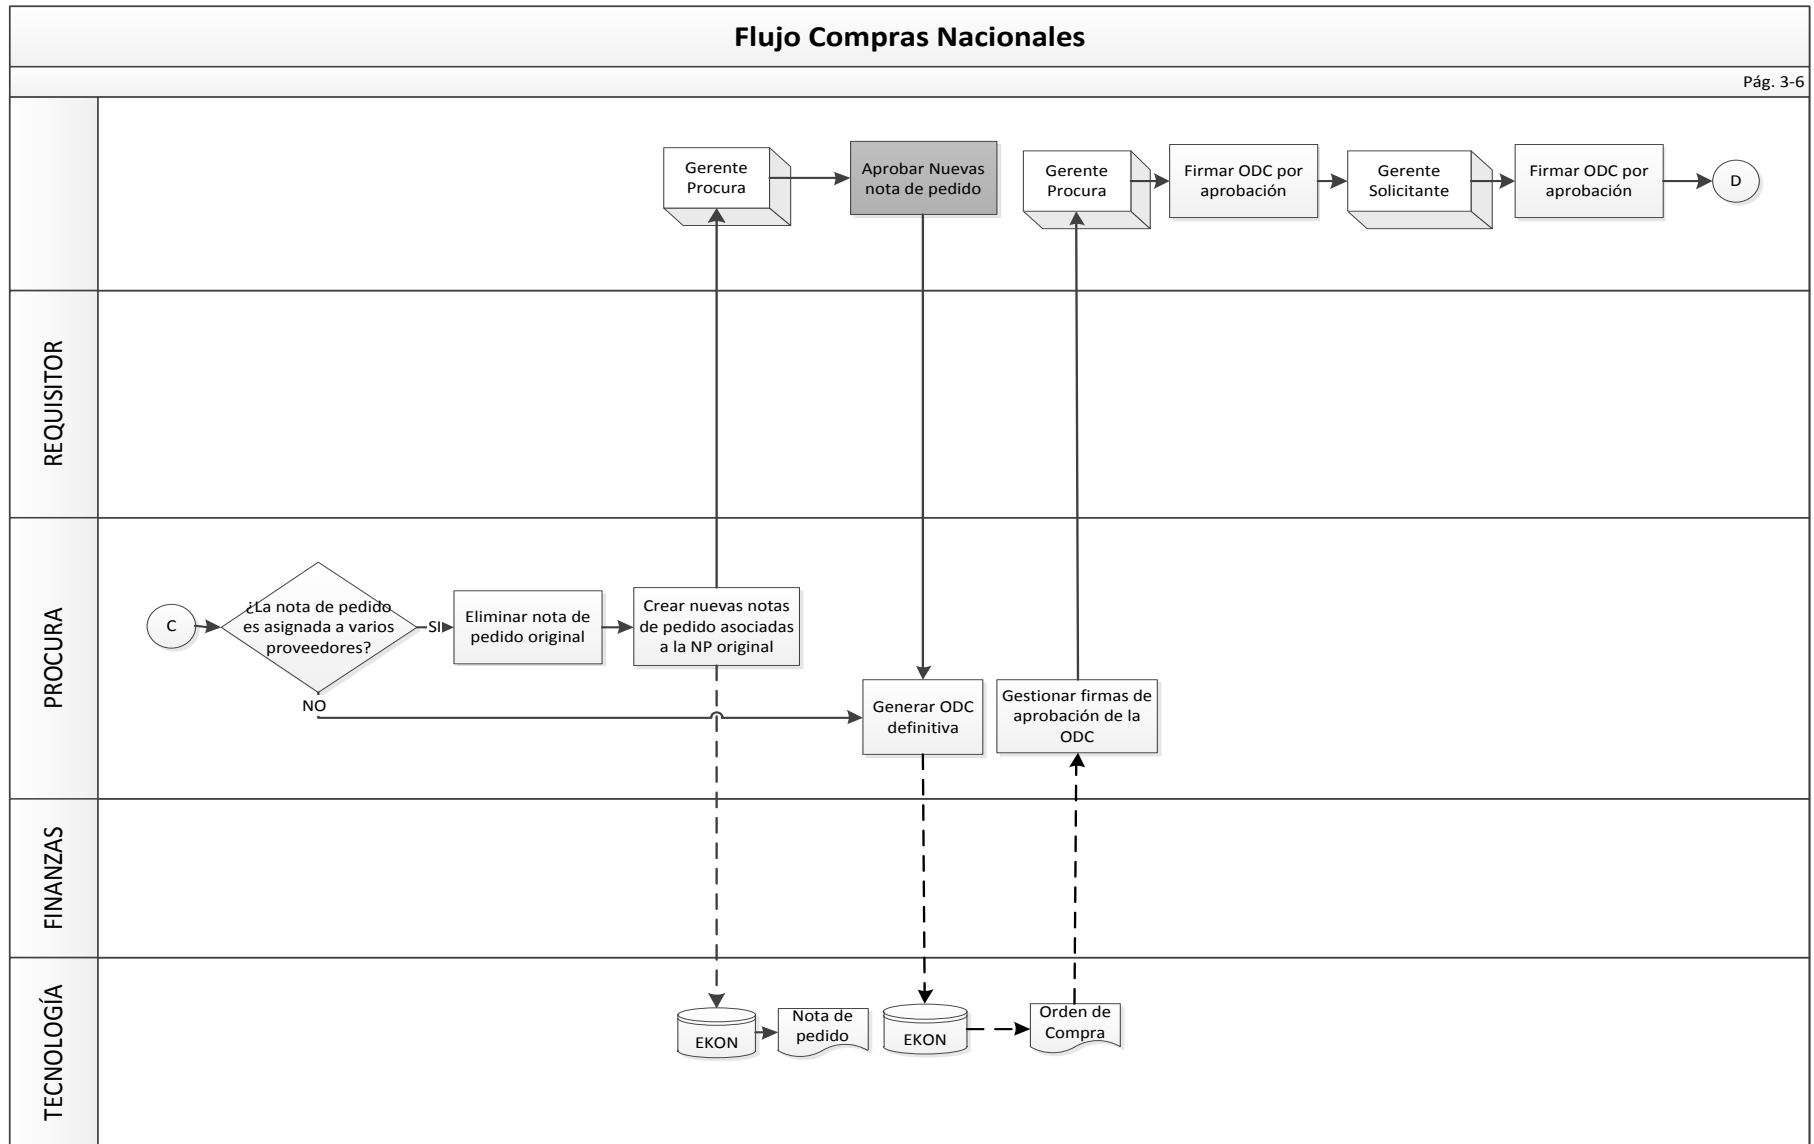 Flujo Compras Nacionales
Pág. 3-6
Gerente
Procura
Aprobar Nuevas
nota de pedido
Gerente
Procura
Firmar ODC por
aprobación
Gerente
Solicitante
Firmar ODC por
aprobación
D
REQUISITOR
PROCURA
C
¿La nota de pedido
es asignada a varios
proveedores?
SI
Eliminar nota de
pedido original
Crear nuevas notas
de pedido asociadas
a la NP original
NO
Generar ODC
definitiva
Gestionar firmas de
aprobación de la
ODC
FINANZAS
TECNOLOGÍA
EKON
Nota de
pedido
EKON
Orden de
Compra